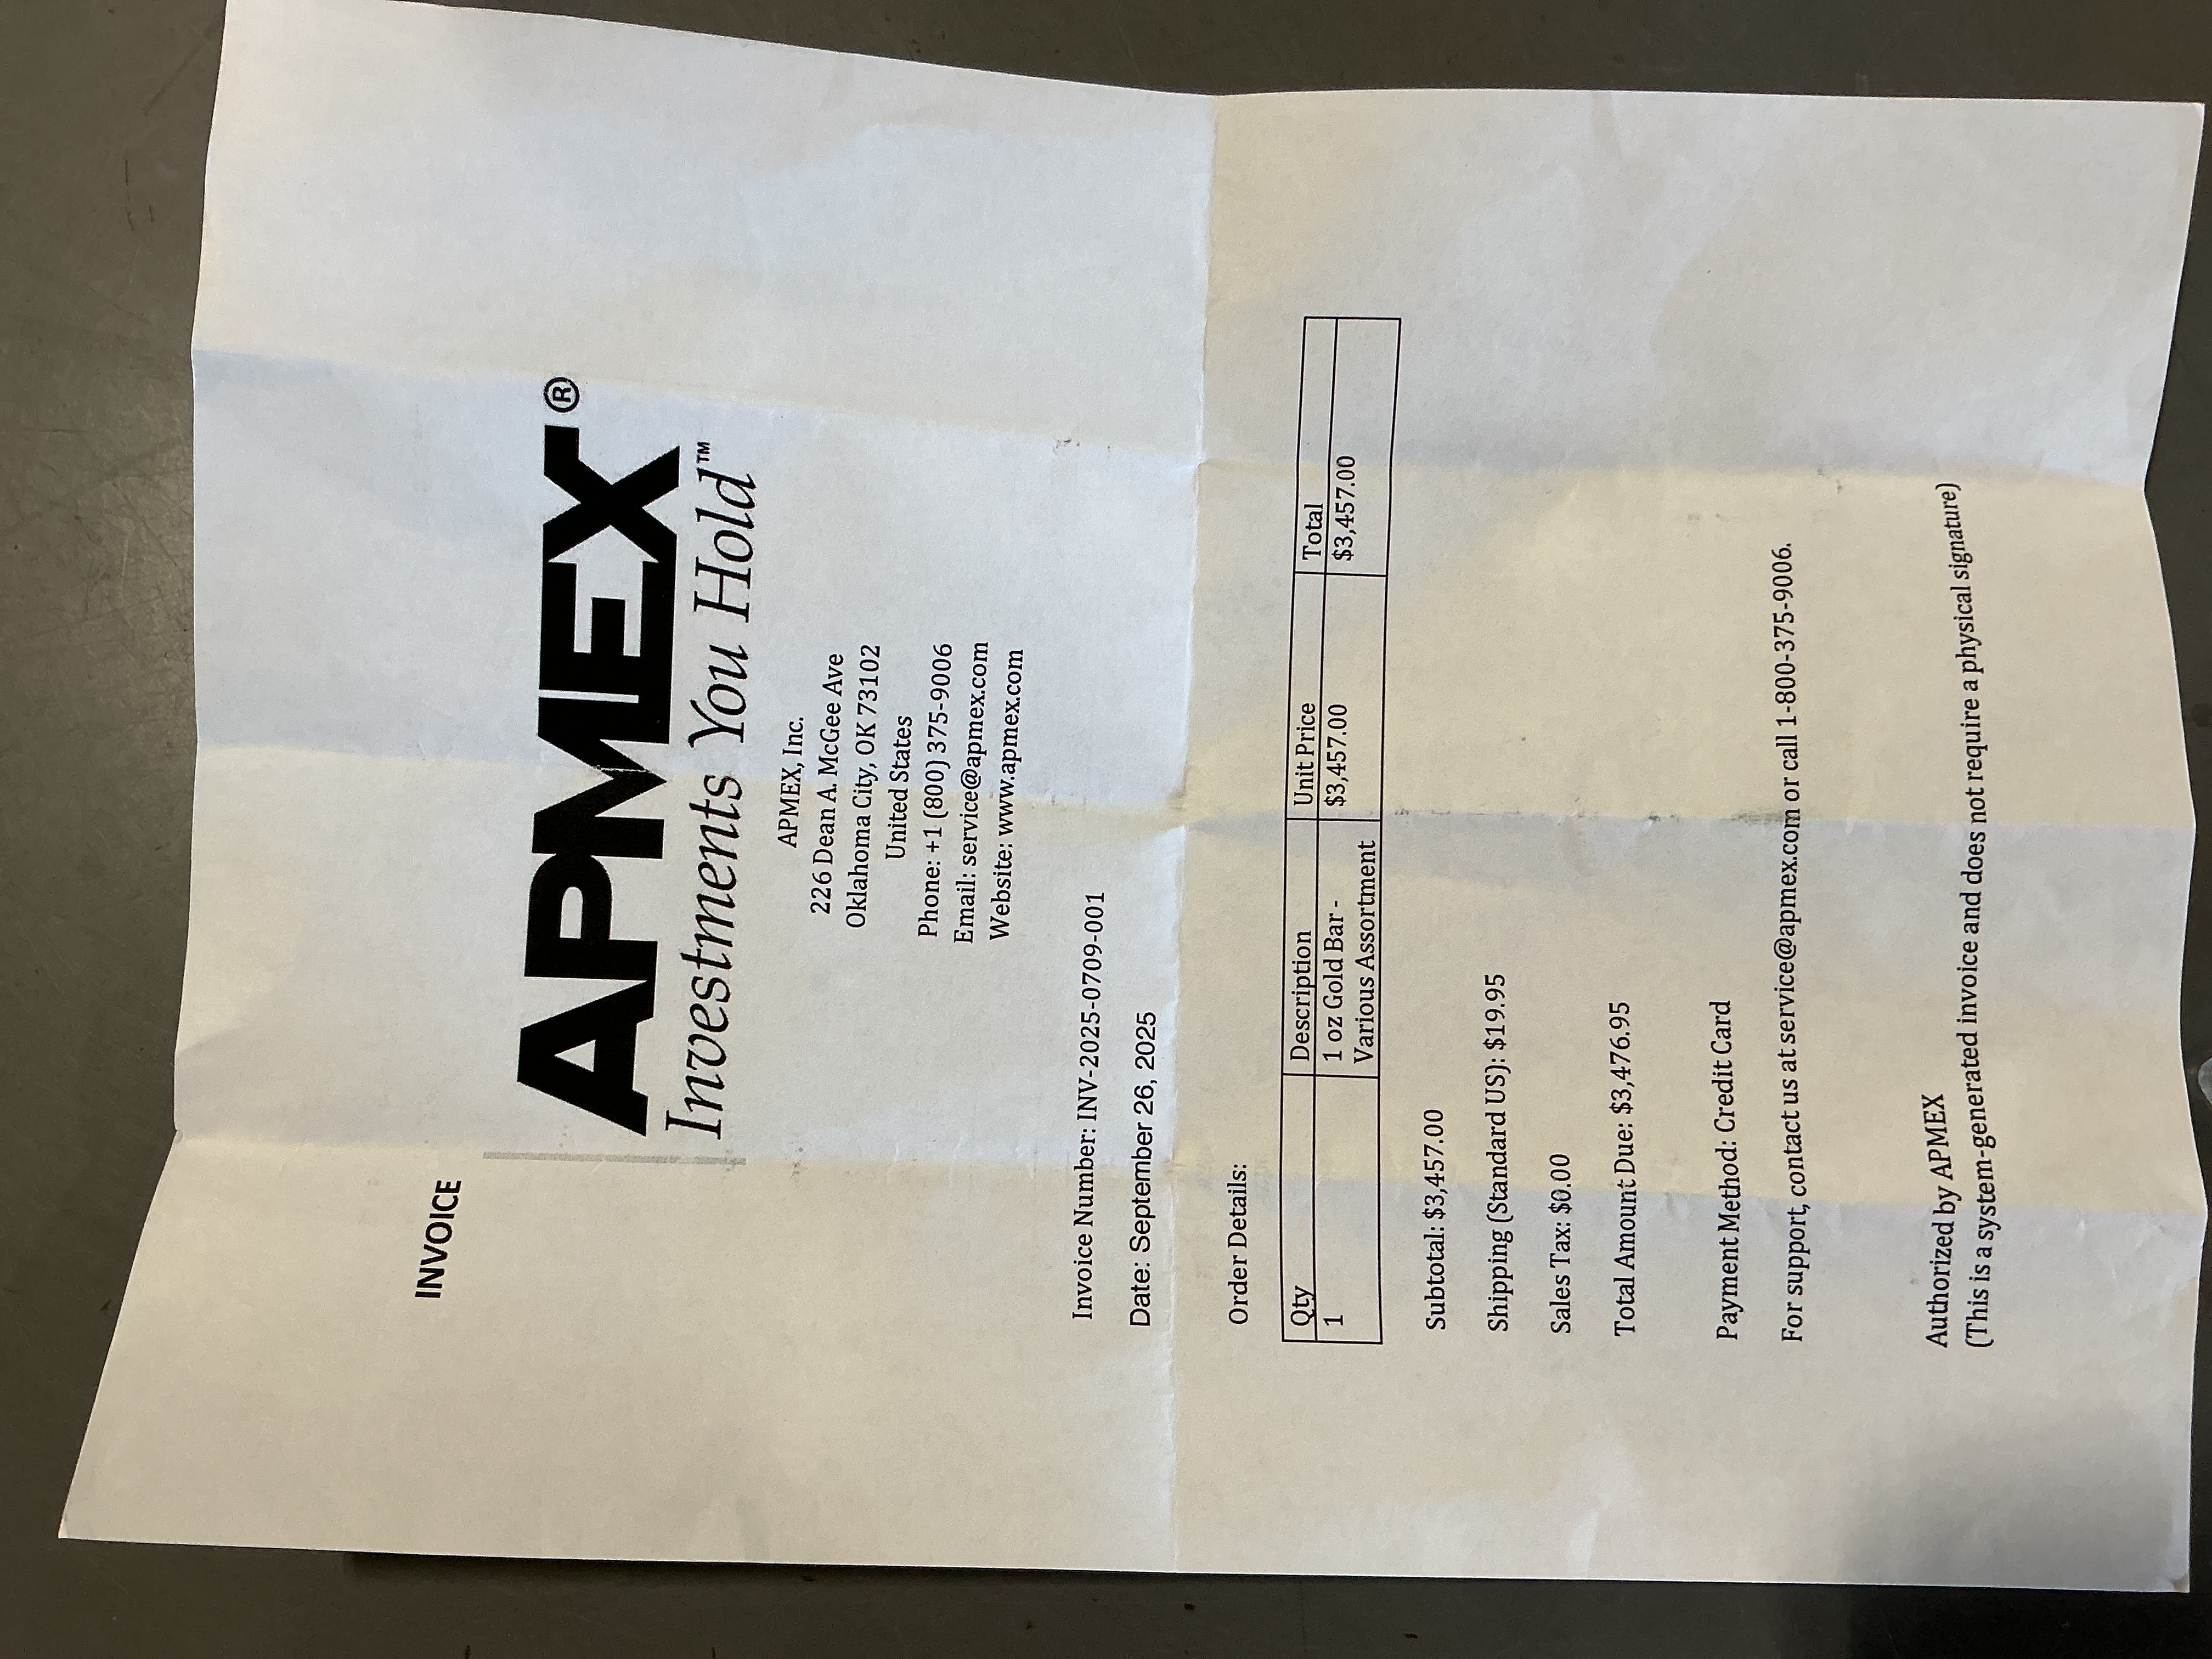 INVOICE
APMEX®
Investments You Hold™
APMEX, Inc.
226 Dean A. McGee Ave
Oklahoma City, OK 73102
United States
Phone: +1 (800) 375-9006
Email: service@apmex.com
Website: www.apmex.com
Invoice Number: INV-2025-0709-001
Date: September 26, 2025
Order Details:
Qty Description Unit Price Total
1 1 oz Gold Bar - $3,457.00 $3,457.00
Various Assortment
Subtotal: $3,457.00
Shipping (Standard US): $19.95
Sales Tax: $0.00
Total Amount Due: $3,476.95
Payment Method: Credit Card
For support, contact us at service@apmex.com or call 1-800-375-9006.
Authorized by APMEX
(This is a system-generated invoice and does not require a physical signature)